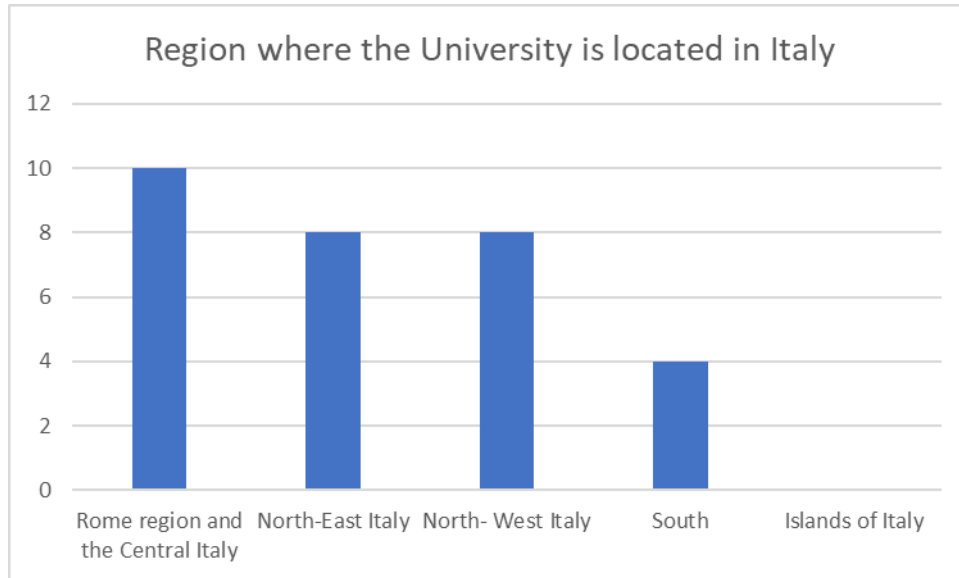 Region where the University is located in Italy
12
10
8
6
4
2
0
Rome region and
the Central Italy
North-East Italy
North- West Italy
South
Islands of Italy